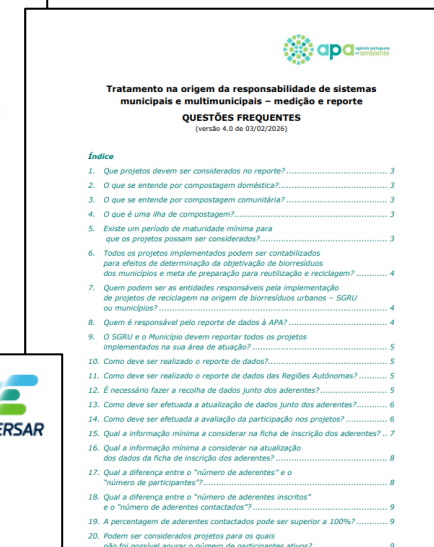 apa agência portuguesa do ambiente
Tratamento na origem da responsabilidade de sistemas
municipais e multimunicipais – medição e reporte
QUESTÕES FREQUENTES
(versão 4.0 de 03/02/2026)
Índice
1. Que projetos devem ser considerados no reporte? ..................................... 3
2. O que se entende por compostagem doméstica?...................................... 3
3. O que se entende por compostagem comunitária? ................................... 3
4. O que é uma ilha de compostagem?...................................................... 3
5. Existe um período de maturidade mínima para
que os projetos possam ser considerados?............................................. 3
6. Todos os projetos implementados podem ser contabilizados
para efeitos de determinação da objetivação de biorresíduos
dos municípios e meta de preparação para reutilização e reciclagem? ............ 4
7. Quem podem ser as entidades responsáveis pela implementação
de projetos de reciclagem na origem de biorresíduos urbanos – SGRU
ou municípios? ................................................................................ 4
8. Quem é responsável pelo reporte de dados à APA? .................................. 4
9. O SGRU e o Município devem reportar todos os projetos
implementados na sua área de atuação? ............................................... 5
10. Como deve ser realizado o reporte de dados?......................................... 5
11. Como deve ser realizado o reporte de dados das Regiões Autónomas? ........... 5
12. É necessário fazer a recolha de dados junto dos aderentes? ....................... 5
13. Como deve ser efetuada a atualização de dados junto dos aderentes?............ 6
14. Como deve ser efetuada a avaliação da participação nos projetos? ............... 6
15. Qual a informação mínima a considerar na ficha de inscrição dos aderentes? .. 7
16. Qual a informação mínima a considerar na atualização
dos dados da ficha de inscrição dos aderentes? ....................................... 8
17. Qual a diferença entre o "número de aderentes" e o
"número de participantes"?................................................................. 8
18. Qual a diferença entre o "número de aderentes inscritos"
e o "número de aderentes contactados"? ............................................... 9
19. A percentagem de aderentes contactados pode ser superior a 100%? ............ 9
20. Podem ser considerados projetos para os quais
não foi possível apurar o número de participantes ativos? ......................... 9
ERSAR